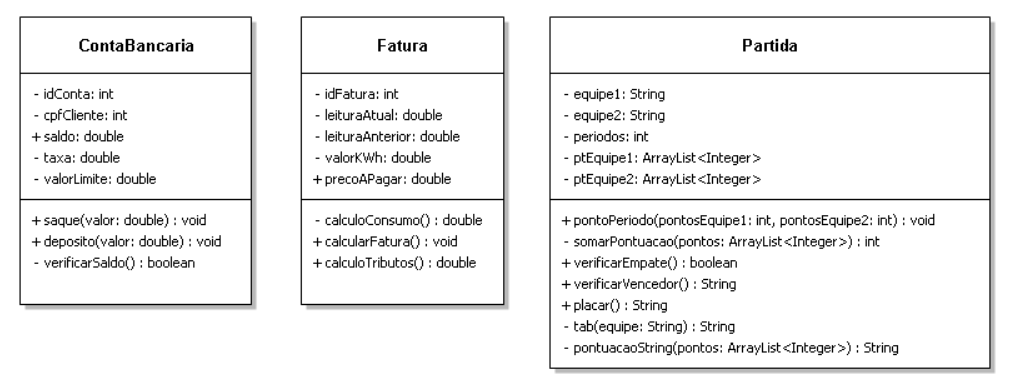 ContaBancaria
- idConta: int
- cpfCliente: int
+ saldo: double
- taxa: double
- valorLimite: double
+ saque(valor: double) : void
+ deposito(valor: double) : void
- verificarSaldo() : boolean
Fatura
- idFatura: int
- leituraAtual: double
- leituraAnterior: double
- valorKWh: double
+ precoAPagar: double
- calculoConsumo() : double
+ calcularFatura() : void
+ calculoTributos() : double
Partida
- equipe1: String
- equipe2: String
- periodos: int
- ptEquipe1: ArrayList<Integer>
- ptEquipe2: ArrayList<Integer>
+ pontoPeriodo(pontosEquipe1: int, pontosEquipe2: int) : void
- somarPontuacao(pontos: ArrayList<Integer>) : int
+ verificarEmpate() : boolean
+ verificarVencedor() : String
+ placar() : String
- tab(equipe: String) : String
- pontuacaoString(pontos: ArrayList<Integer>) : String